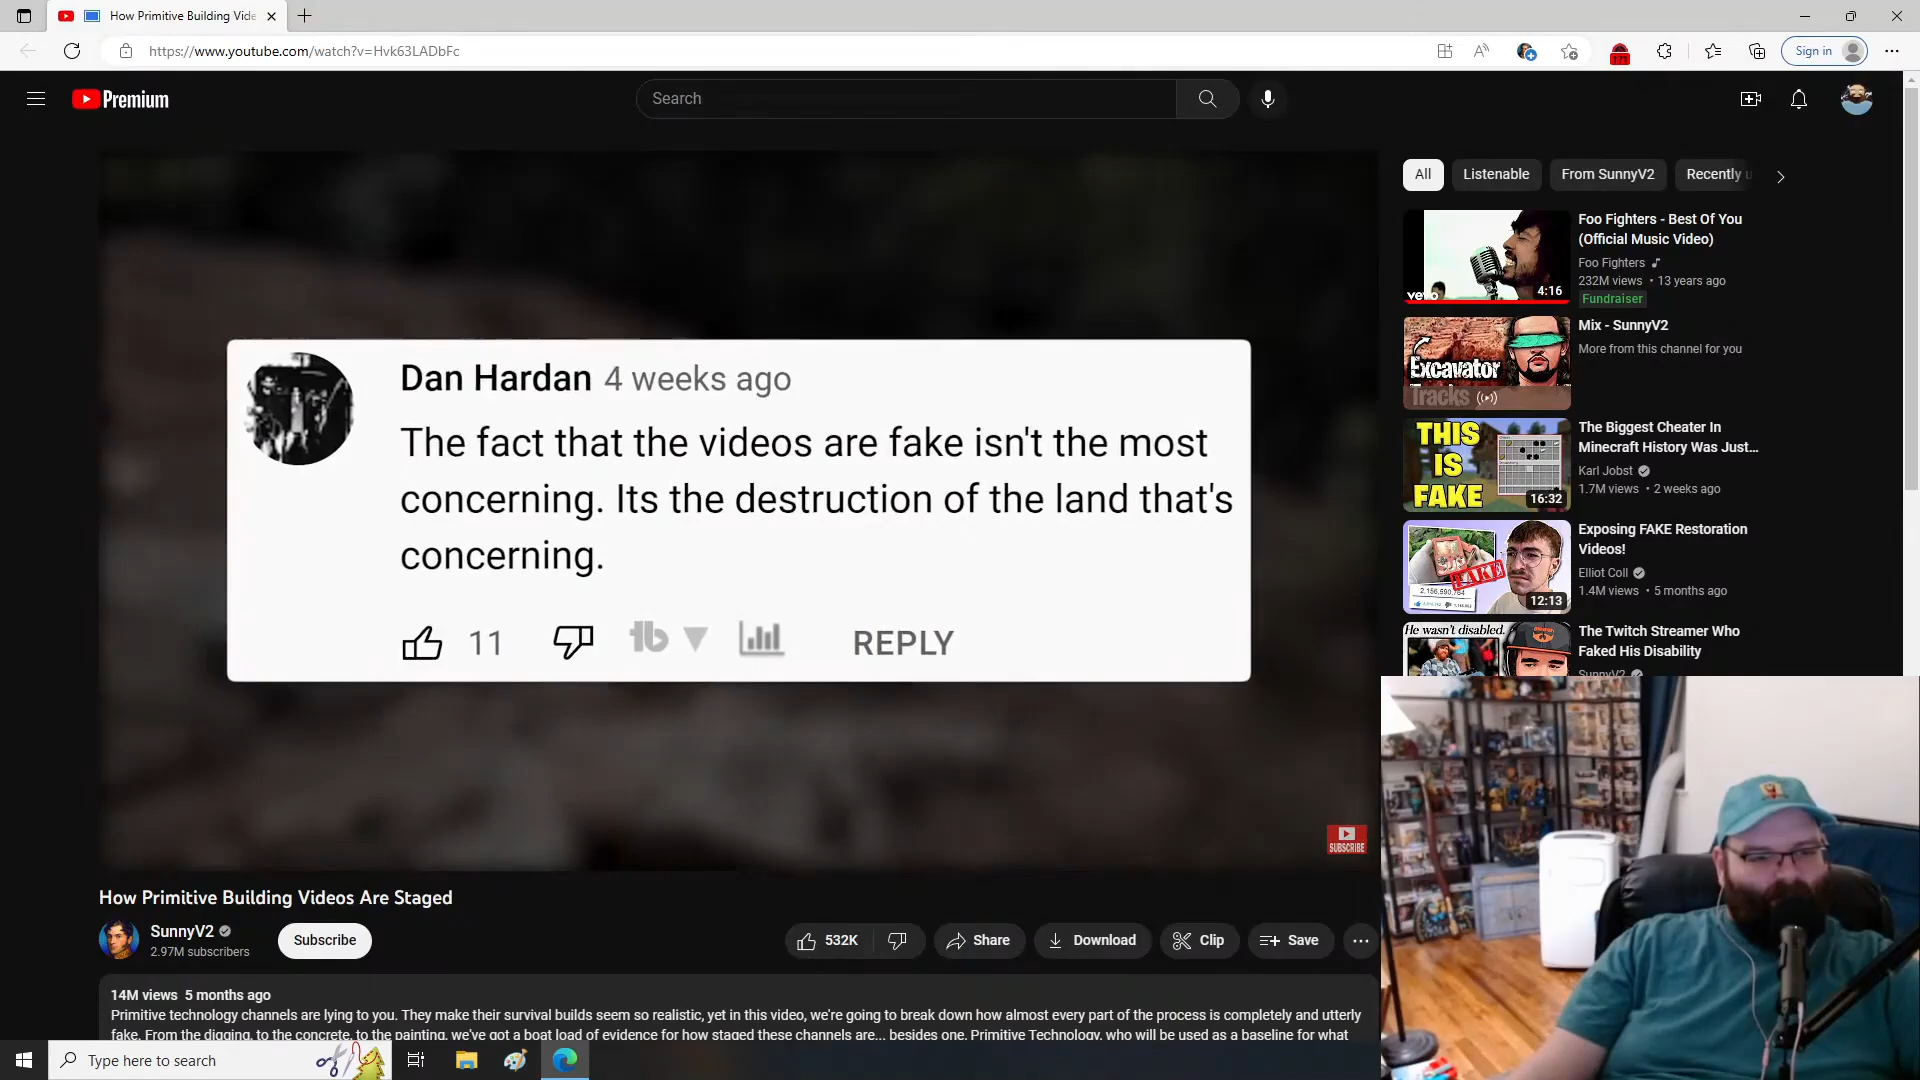 How Primitive Building Vide
https://www.youtube.com/watch?v=Hvk63LADbFc
Sign in
Premium
Search
All
Listenable
From SunnyV2
Recently u
Foo Fighters - Best Of You
(Official Music Video)
Foo Fighters
232M views • 13 years ago
Fundraiser
vevo
4:16
Mix - SunnyV2
More from this channel for you
Excavator
Tracks
The Biggest Cheater In
Minecraft History Was Just...
Karl Jobst
1.7M views • 2 weeks ago
THIS
IS
FAKE
16:32
Exposing FAKE Restoration
Videos!
Elliot Coll
1.4M views • 5 months ago
FAKE
2,156,590,764
12:13
The Twitch Streamer Who
Faked His Disability
SunnyV2
He wasn't disabled.
Dan Hardan 4 weeks ago
The fact that the videos are fake isn't the most
concerning. Its the destruction of the land that's
concerning.
11
tb
REPLY
SUBSCRIBE
How Primitive Building Videos Are Staged
SunnyV2
2.97M subscribers
Subscribe
532K
Share
Download
Clip
Save
14M views 5 months ago
Primitive technology channels are lying to you. They make their survival builds seem so realistic, yet in this video, we're going to break down how almost every part of the process is completely and utterly
fake. From the digging, to the concrete, to the painting, we've got a boat load of evidence for how staged these channels are... besides one. Primitive Technology, who will be used as a baseline for what
Type here to search